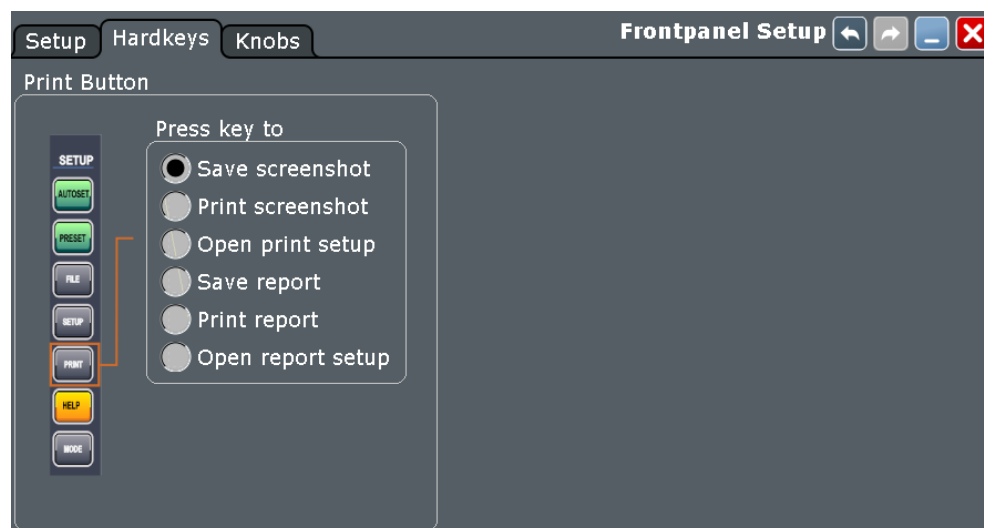 Setup Hardkeys Knobs Frontpanel Setup
Print Button
Press key to
SETUP
AUTOSET
PRESET
FILE
SETUP
PRINT
HELP
MODE
Save screenshot
Print screenshot
Open print setup
Save report
Print report
Open report setup